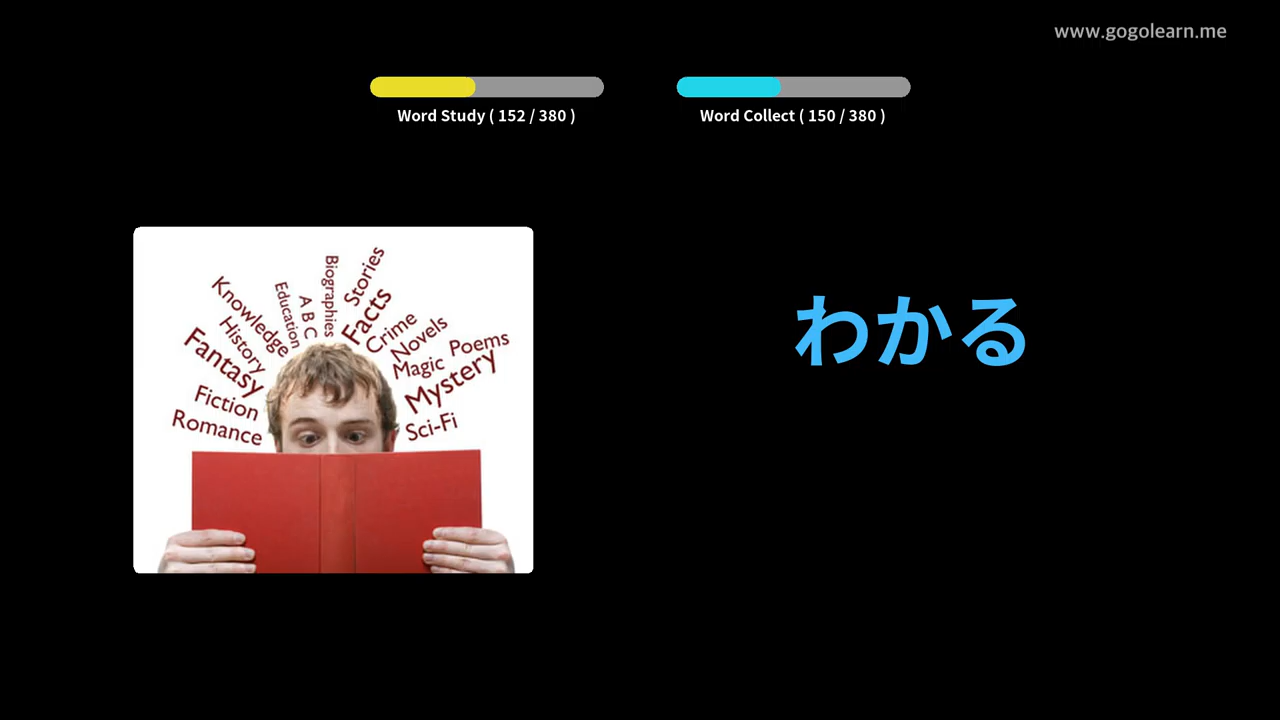 www.gogolearn.me
Word Study ( 152 / 380 )
Word Collect ( 150 / 380 )
Biographies
Stories
Knowledge
Education
A B C
Facts
History
Crime
Novels
Poems
Fantasy
Magic
Mystery
Fiction
Romance
Sci-Fi
わかる